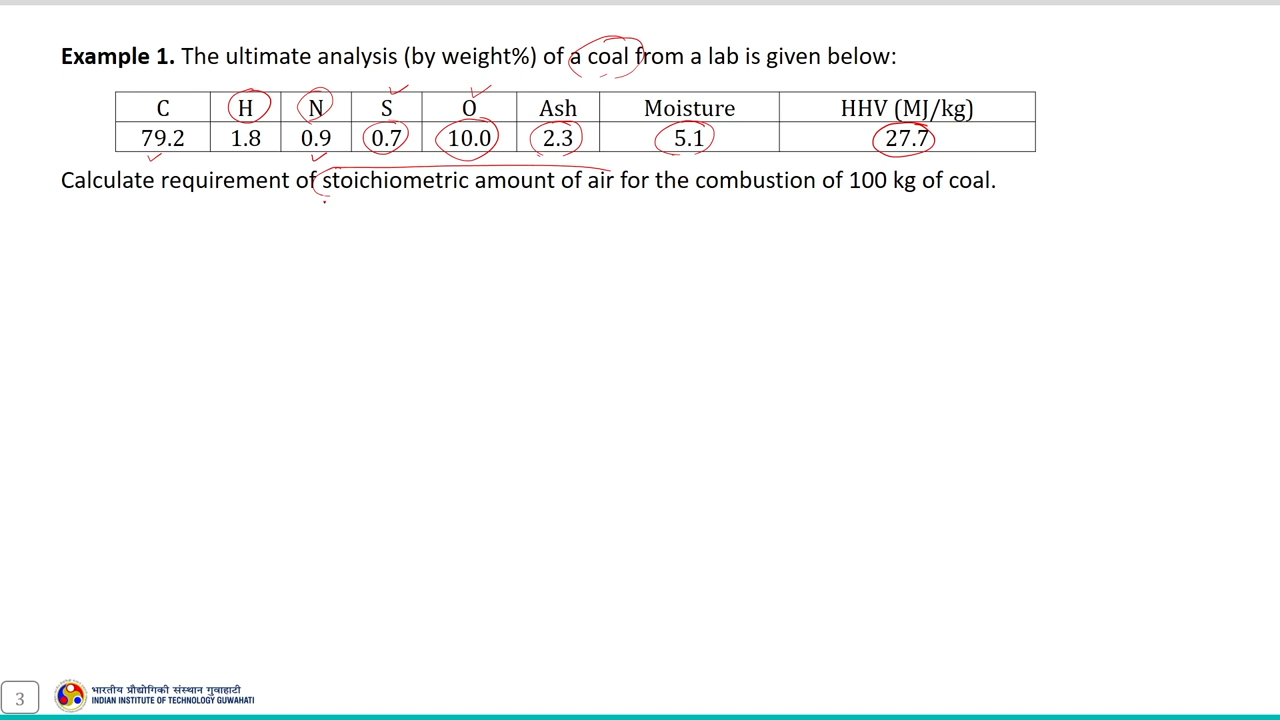 Example 1. The ultimate analysis (by weight%) of a coal from a lab is given below:
C H N S O Ash Moisture HHV (MJ/kg)
79.2 1.8 0.9 0.7 10.0 2.3 5.1 27.7
Calculate requirement of stoichiometric amount of air for the combustion of 100 kg of coal.
3
भारतीय प्रौद्योगिकी संस्थान गुवाहाटी
INDIAN INSTITUTE OF TECHNOLOGY GUWAHATI